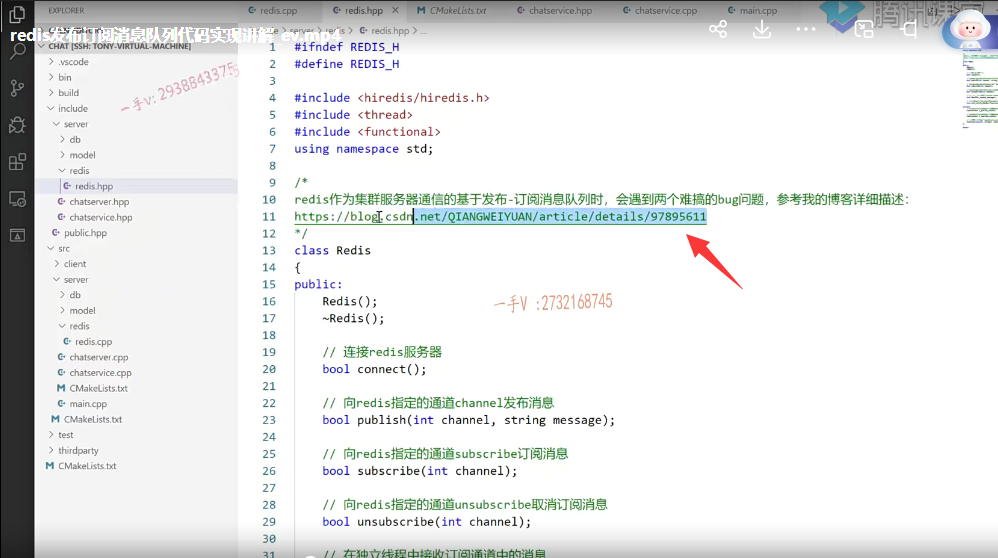 EXPLORER
redis.cpp
redis.hpp
CMakeLists.txt
chatservice.hpp
chatservice.cpp
main.cpp
腾讯课堂
redis发布订阅消息队列代码实现讲解_ev.mp4
CHAT [SSH: TONY-VIRTUAL-MACHINE]
redis.hpp > ...
.vscode
bin
build
include
server
db
model
redis
redis.hpp
chatserver.hpp
chatservice.hpp
public.hpp
src
client
server
db
model
redis
redis.cpp
chatserver.cpp
chatservice.cpp
CMakeLists.txt
main.cpp
CMakeLists.txt
test
thirdparty
CMakeLists.txt
一手v: 2938843375
1 #ifndef REDIS_H
2 #define REDIS_H
3
4 #include <hiredis/hiredis.h>
5 #include <thread>
6 #include <functional>
7 using namespace std;
8
9 /*
10 redis作为集群服务器通信的基于发布-订阅消息队列时，会遇到两个难搞的bug问题，参考我的博客详细描述：
11 https://blog.csdn.net/QIANGWEIYUAN/article/details/97895611
12 */
13 class Redis
14 {
15 public:
16 Redis();
17 ~Redis();
18
19 // 连接redis服务器
20 bool connect();
21
22 // 向redis指定的通道channel发布消息
23 bool publish(int channel, string message);
24
25 // 向redis指定的通道subscribe订阅消息
26 bool subscribe(int channel);
27
28 // 向redis指定的通道unsubscribe取消订阅消息
29 bool unsubscribe(int channel);
30
31 // 在独立线程中接收订阅通道中的消息
一手V :2732168745